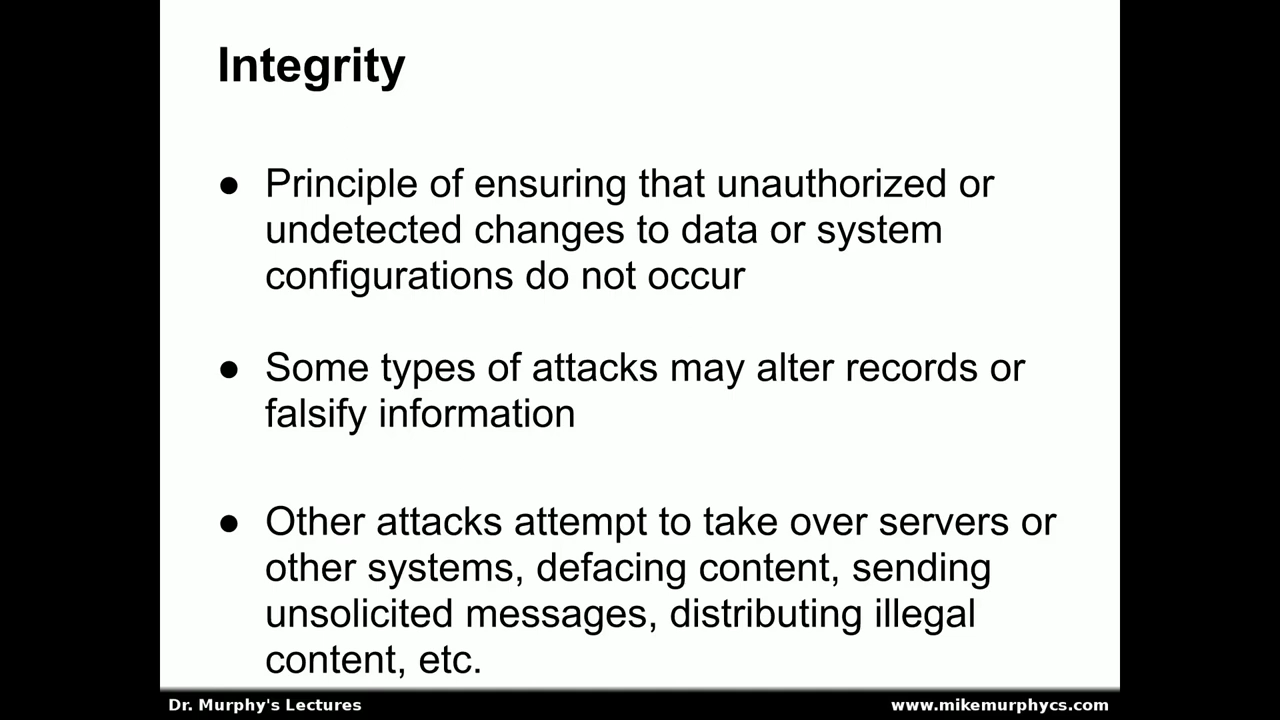 Integrity
● Principle of ensuring that unauthorized or
undetected changes to data or system
configurations do not occur
● Some types of attacks may alter records or
falsify information
● Other attacks attempt to take over servers or
other systems, defacing content, sending
unsolicited messages, distributing illegal
content, etc.
Dr. Murphy's Lectures
www.mikemurphycs.com